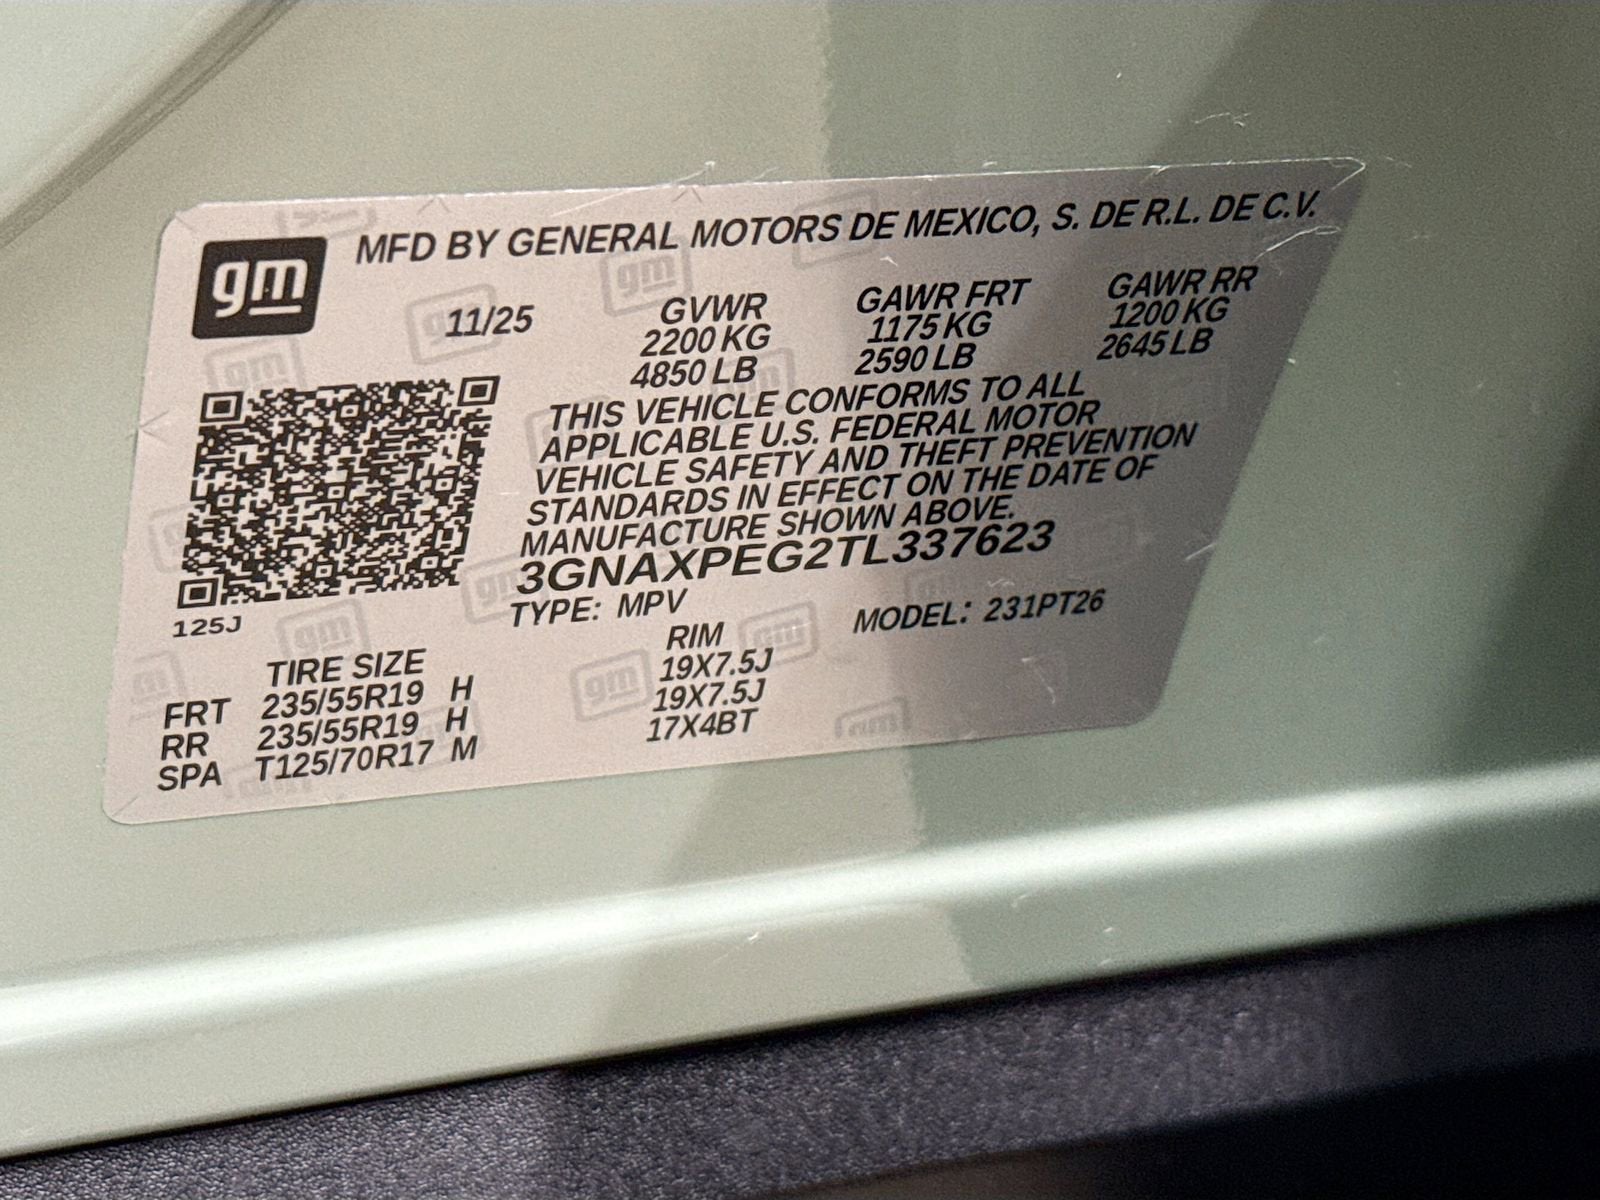 gm
MFD BY GENERAL MOTORS DE MEXICO, S. DE R.L. DE C.V.
11/25 GVWR GAWR FRT GAWR RR
2200 KG 1175 KG 1200 KG
4850 LB 2590 LB 2645 LB
THIS VEHICLE CONFORMS TO ALL
APPLICABLE U.S. FEDERAL MOTOR
VEHICLE SAFETY AND THEFT PREVENTION
STANDARDS IN EFFECT ON THE DATE OF
MANUFACTURE SHOWN ABOVE.
3GNAXPEG2TL337623
125J
TYPE: MPV MODEL: 231PT26
TIRE SIZE RIM
FRT 235/55R19 H 19X7.5J
RR 235/55R19 H 19X7.5J
SPA T125/70R17 M 17X4BT